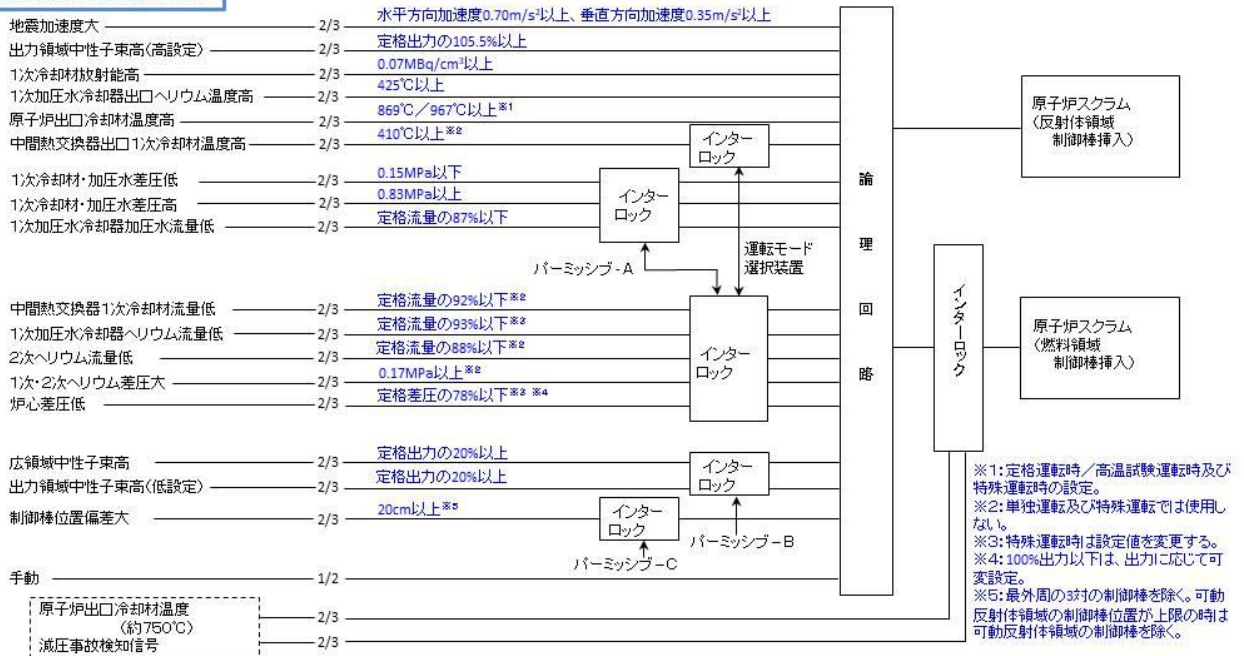 地震加速度大 2/3 水平方向加速度0.70m/s²以上、垂直方向加速度0.35m/s²以上
出力領域中性子束高(高設定) 2/3 定格出力の105.5%以上
1次冷却材放射能高 2/3 0.07MBq/cm³以上
1次加圧水冷却器出口ヘリウム温度高 2/3 425℃以上
原子炉出口冷却材温度高 2/3 869℃/967℃以上※1
中間熱交換器出口1次冷却材温度高 2/3 410℃以上※2
インター
ロック
1次冷却材・加圧水差圧低 2/3 0.15MPa以下
1次冷却材・加圧水差圧高 2/3 0.83MPa以上
1次加圧水冷却器加圧水流量低 2/3 定格流量の87%以下
インター
ロック
パーミッシブ-A
運転モード
選択装置
中間熱交換器1次冷却材流量低 2/3 定格流量の92%以下※2
1次加圧水冷却器ヘリウム流量低 2/3 定格流量の93%以下※3
2次ヘリウム流量低 2/3 定格流量の88%以下※2
1次・2次ヘリウム差圧大 2/3 0.17MPa以上※2
炉心差圧低 2/3 定格差圧の78%以下※3 ※4
インター
ロック
広領域中性子束高 2/3 定格出力の20%以上
出力領域中性子束高(低設定) 2/3 定格出力の20%以上
インター
ロック
制御棒位置偏差大 2/3 20cm以上※5
インター
ロック
パーミッシブ-B
パーミッシブ-C
手動 1/2
原子炉出口冷却材温度
(約750℃) 2/3
減圧事故検知信号 2/3
論理回路
インターロック
原子炉スクラム
(反射体領域
制御棒挿入)
原子炉スクラム
(燃料領域
制御棒挿入)
※1:定格運転時/高温試験運転時及び
特殊運転時の設定。
※2:単独運転及び特殊運転では使用し
ない。
※3:特殊運転時は設定値を変更する。
※4:100%出力以下は、出力に応じて可
変設定。
※5:最外周の3対の制御棒を除く。可動
反射体領域の制御棒位置が上限の時は
可動反射体領域の制御棒を除く。